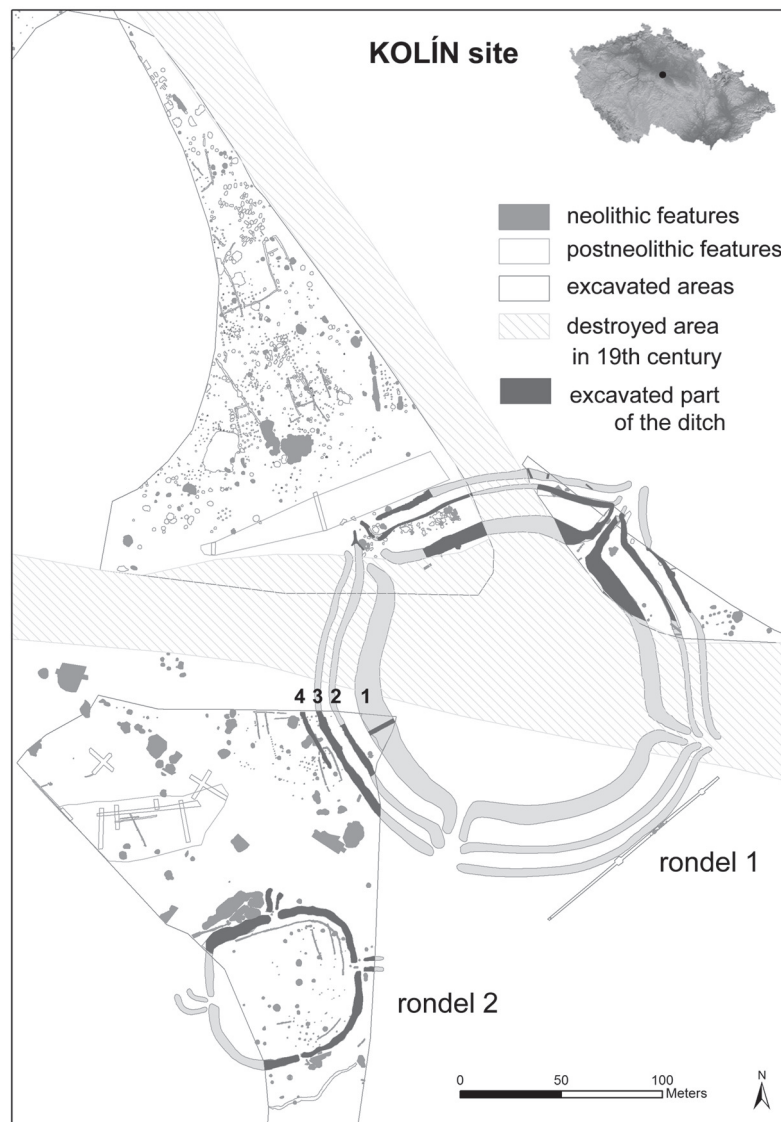 KOLÍN site
neolithic features
postneolithic features
excavated areas
destroyed area
in 19th century
excavated part
of the ditch
4 3 2 1
rondel 1
rondel 2
N
0 50 100
Meters